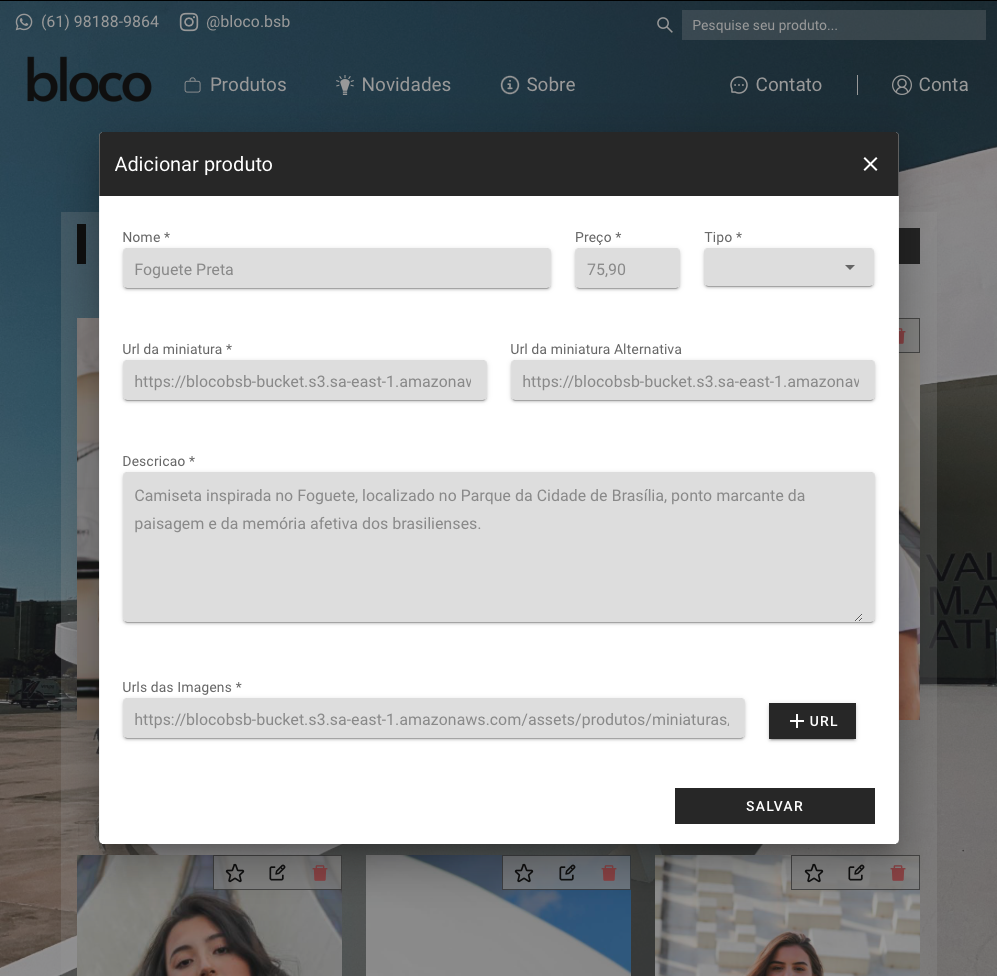 (61) 98188-9864 @bloco.bsb Pesquise seu produto...
bloco Produtos Novidades Sobre Contato Conta
Adicionar produto
Nome * Preço * Tipo *
Foguete Preta 75,90
Url da miniatura * Url da miniatura Alternativa
https://blocobsb-bucket.s3.sa-east-1.amazonaw https://blocobsb-bucket.s3.sa-east-1.amazonav
Descricao *
Camiseta inspirada no Foguete, localizado no Parque da Cidade de Brasília, ponto marcante da
paisagem e da memória afetiva dos brasilienses.
VAL
M.A
ATH
Urls das Imagens *
https://blocobsb-bucket.s3.sa-east-1.amazonaws.com/assets/produtos/miniaturas,
URL
SALVAR